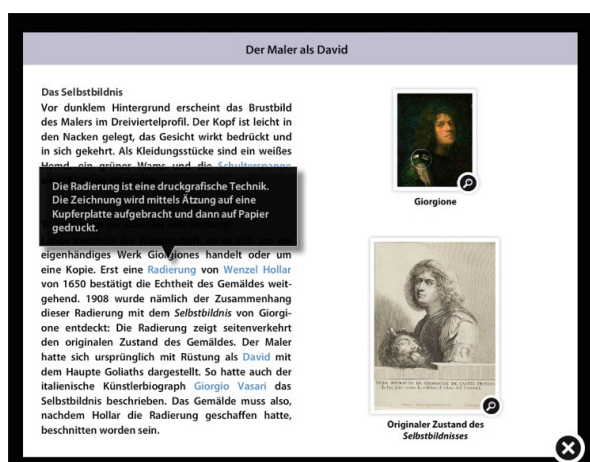 Der Maler als David
Das Selbstbildnis
Vor dunklem Hintergrund erscheint das Brustbild
des Malers im Dreiviertelprofil. Der Kopf ist leicht in
den Nacken gelegt, das Gesicht wirkt bedrückt und
in sich gekehrt. Als Kleidungsstücke sind ein weißes
Hemd, ein grüner Wams und die Schulterspange
Die Radierung ist eine druckgrafische Technik.
Die Zeichnung wird mittels Ätzung auf eine
Kupferplatte aufgebracht und dann auf Papier
gedruckt.
eigenhändiges Werk Giorgiones handelt oder um
eine Kopie. Erst eine Radierung von Wenzel Hollar
von 1650 bestätigt die Echtheit des Gemäldes weit-
gehend. 1908 wurde nämlich der Zusammenhang
dieser Radierung mit dem Selbstbildnis von Giorgi-
one entdeckt: Die Radierung zeigt seitenverkehrt
den originalen Zustand des Gemäldes. Der Maler
hatte sich ursprünglich mit Rüstung als David mit
dem Haupte Goliaths dargestellt. So hatte auch der
italienische Künstlerbiograph Giorgio Vasari das
Selbstbildnis beschrieben. Das Gemälde muss also,
nachdem Hollar die Radierung geschaffen hatte,
beschnitten worden sein.
Giorgione
Originaler Zustand des
Selbstbildnisses